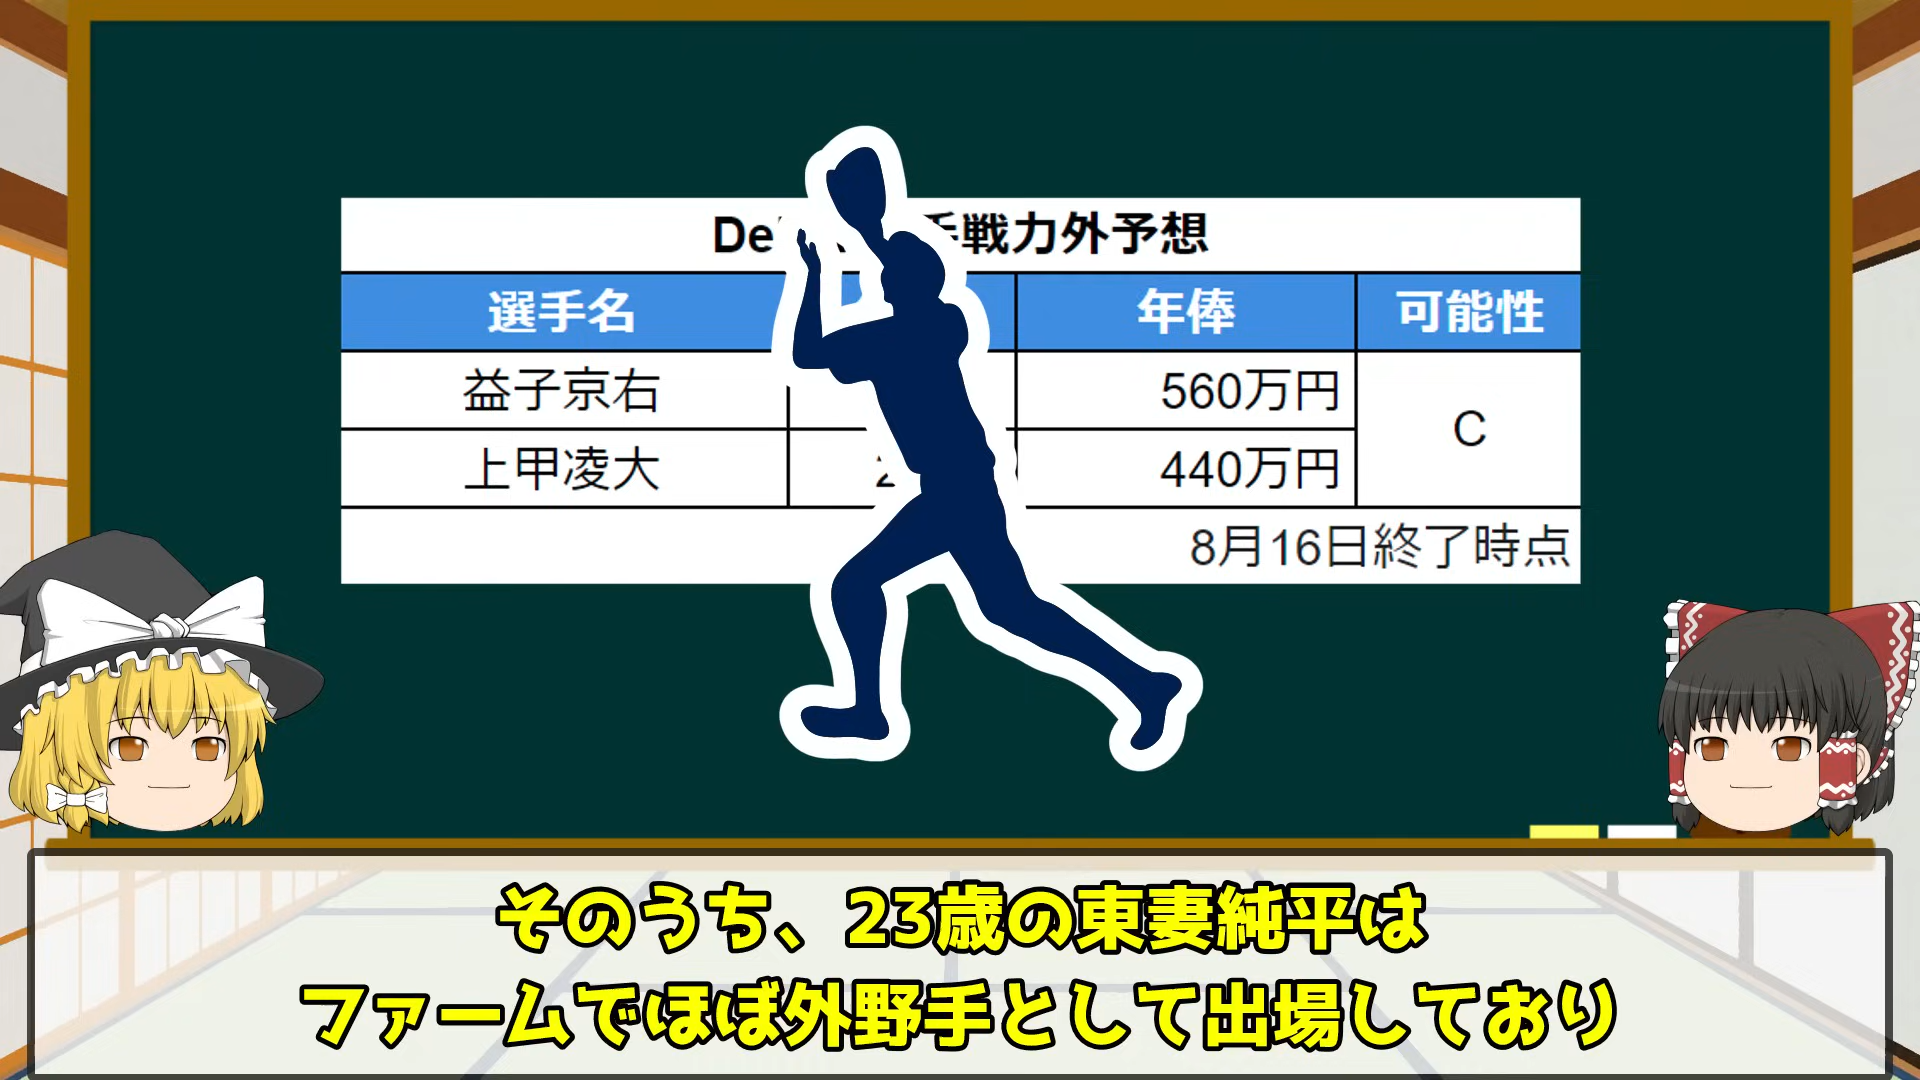 De 手戦力外予想
選手名 年俸 可能性
益子京右 560万円 C
上甲凌大 2 440万円
8月16日終了時点
そのうち、23歳の東妻純平は
ファームでほぼ外野手として出場しており